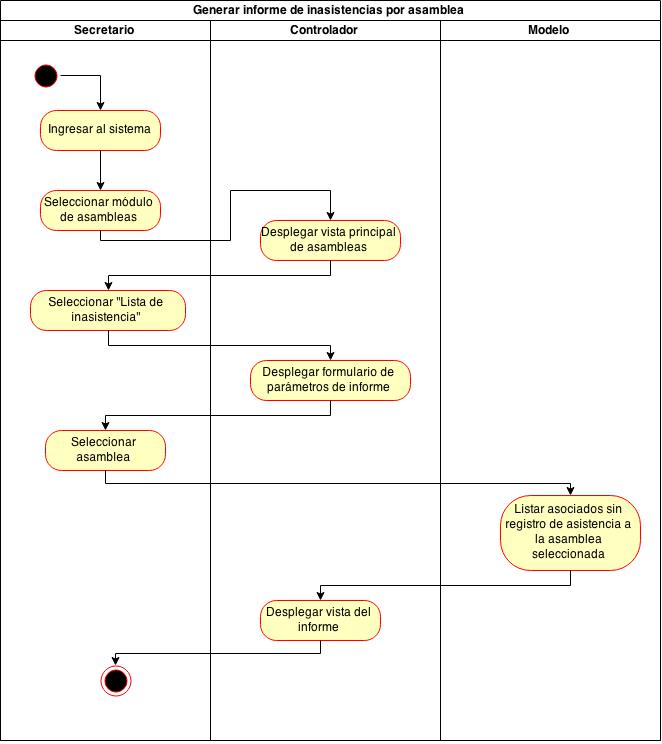 Generar informe de inasistencias por asamblea
Secretario
Controlador
Modelo
Ingresar al sistema
Seleccionar módulo
de asambleas
Desplegar vista principal
de asambleas
Seleccionar "Lista de
inasistencia"
Desplegar formulario de
parámetros de informe
Seleccionar
asamblea
Listar asociados sin
registro de asistencia a
la asamblea
seleccionada
Desplegar vista del
informe